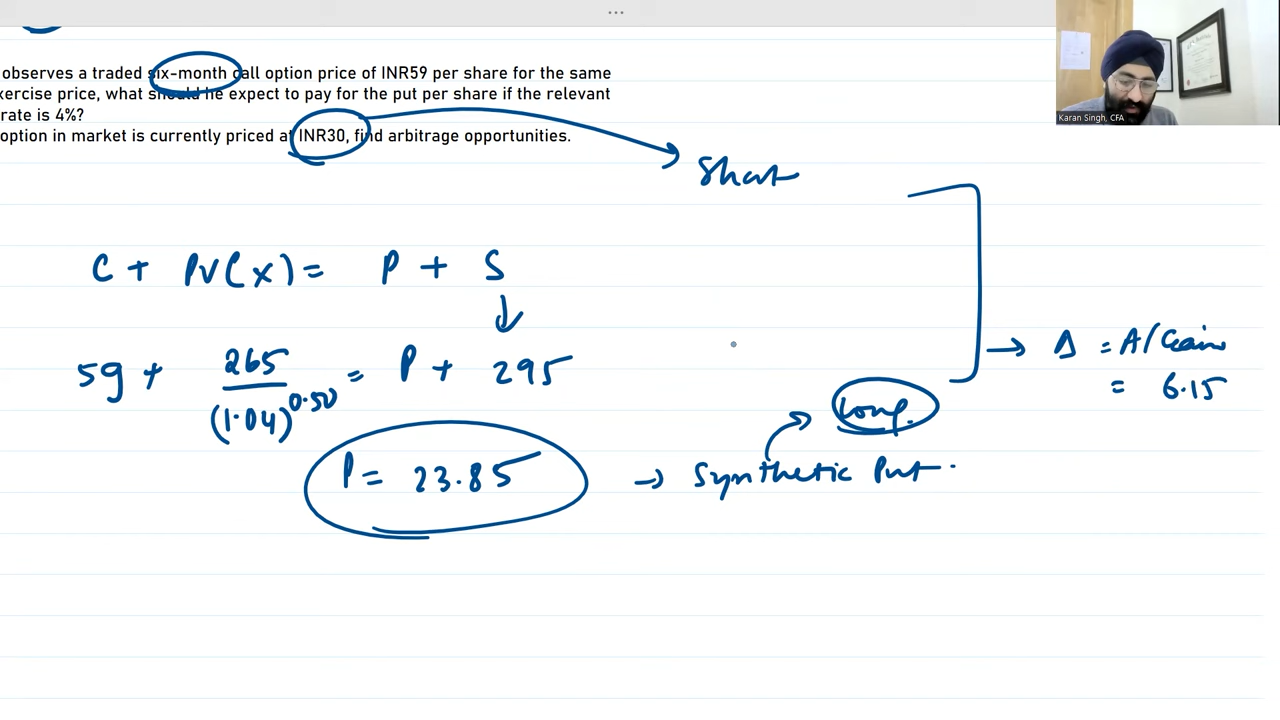 observes a traded six-month call option price of INR59 per share for the same
xercise price, what should he expect to pay for the put per share if the relevant
rate is 4%?
option in market is currently priced at INR30, find arbitrage opportunities.
Karan Singh, CFA
Short
C + PV(X) = P + S
59 + 265/(1.04)^0.50 = P + 295
P = 23.85
→ Synthetic Put.
Long.
→ Δ = A/Gain
= 6.15